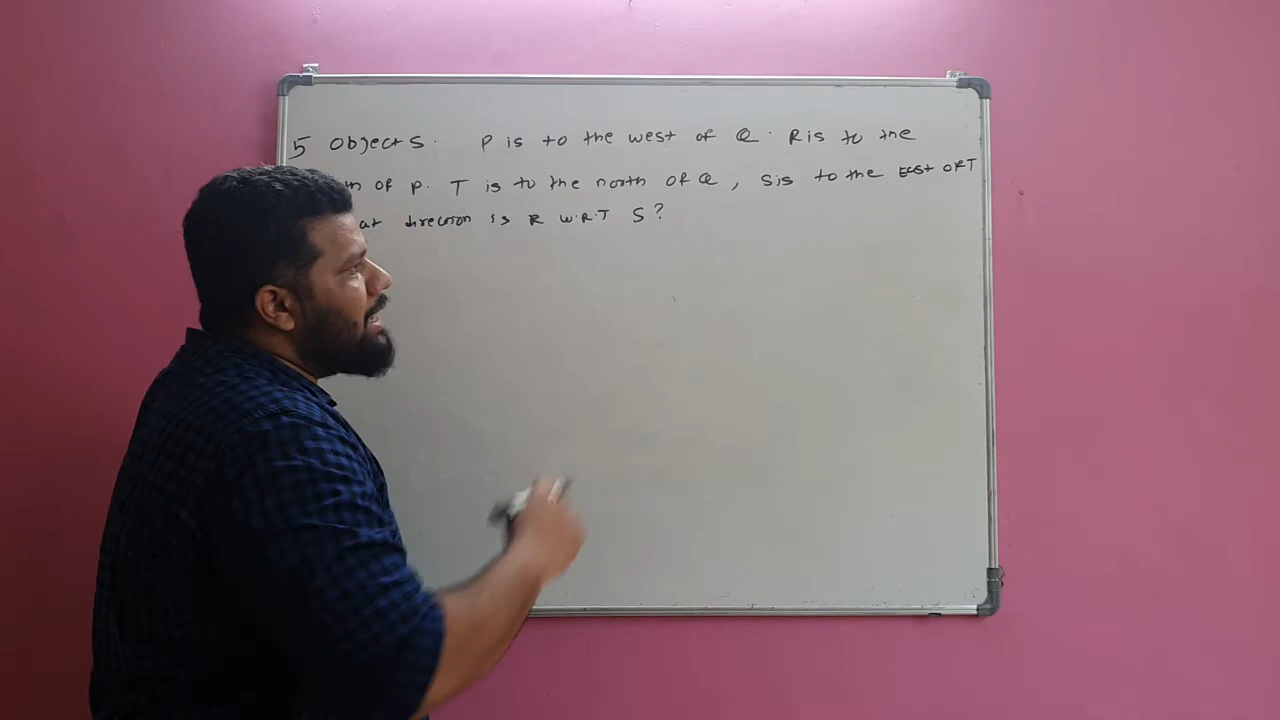 5 Objects. P is to the west of Q. R is to the
of P. T is to the north of Q, S is to the East OF T
direction is R W.R.T S?